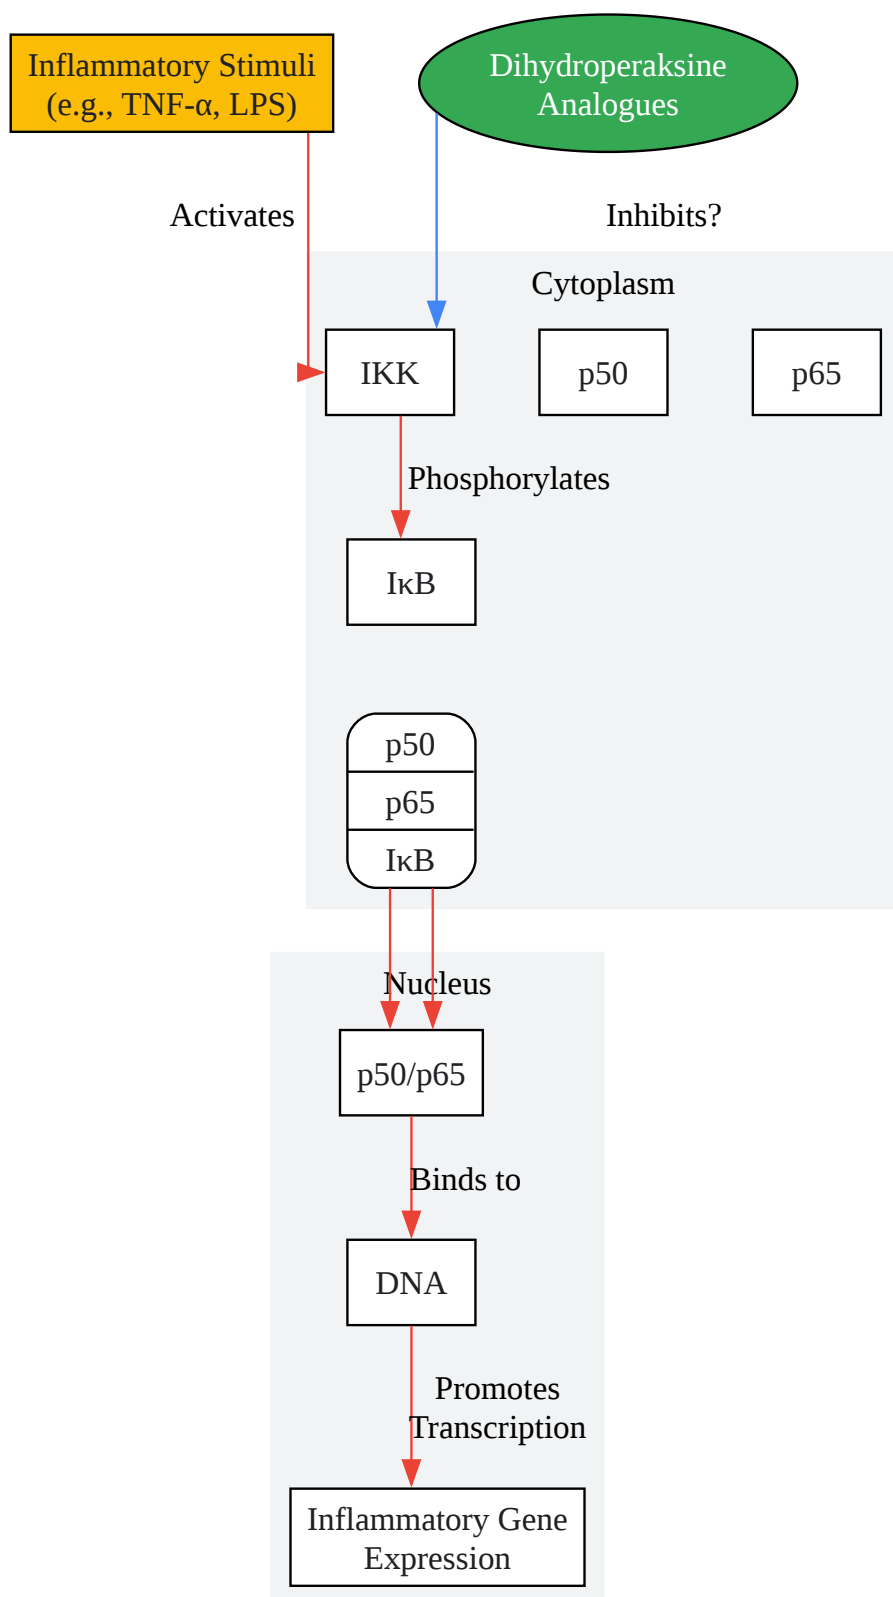 Inflammatory Stimuli
(e.g., TNF-α, LPS)
Dihydroperaksine
Analogues
Activates
Inhibits?
Cytoplasm
IKK
p50
p65
Phosphorylates
IκB
p50
p65
IκB
Nucleus
p50/p65
Binds to
DNA
Promotes
Transcription
Inflammatory Gene
Expression